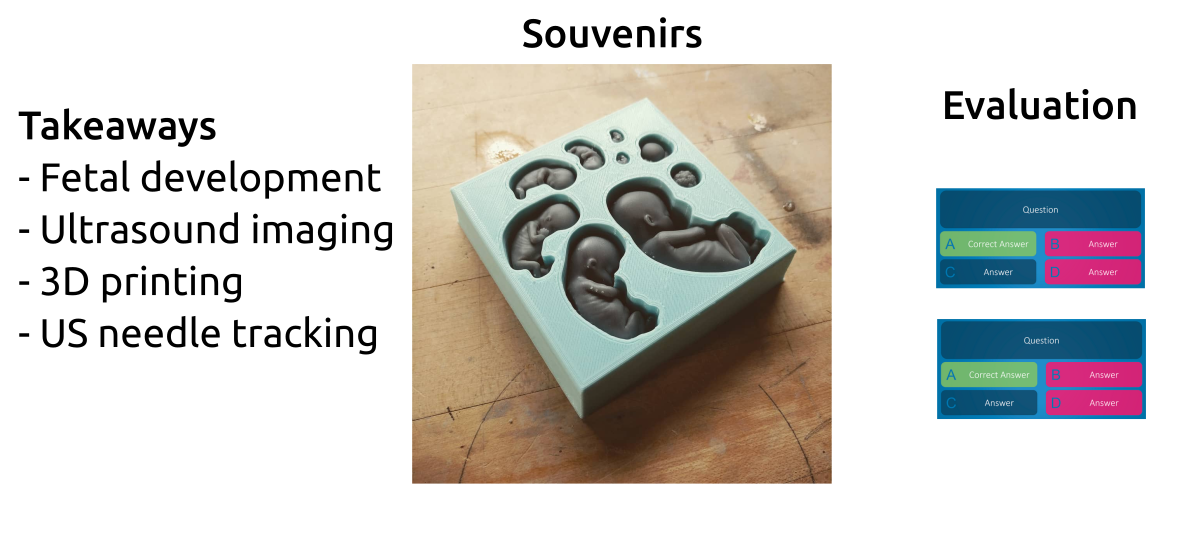 Souvenirs
Takeaways
- Fetal development
- Ultrasound imaging
- 3D printing
- US needle tracking
Evaluation
Question
A Correct Answer B Answer
C Answer D Answer
Question
A Correct Answer B Answer
C Answer D Answer